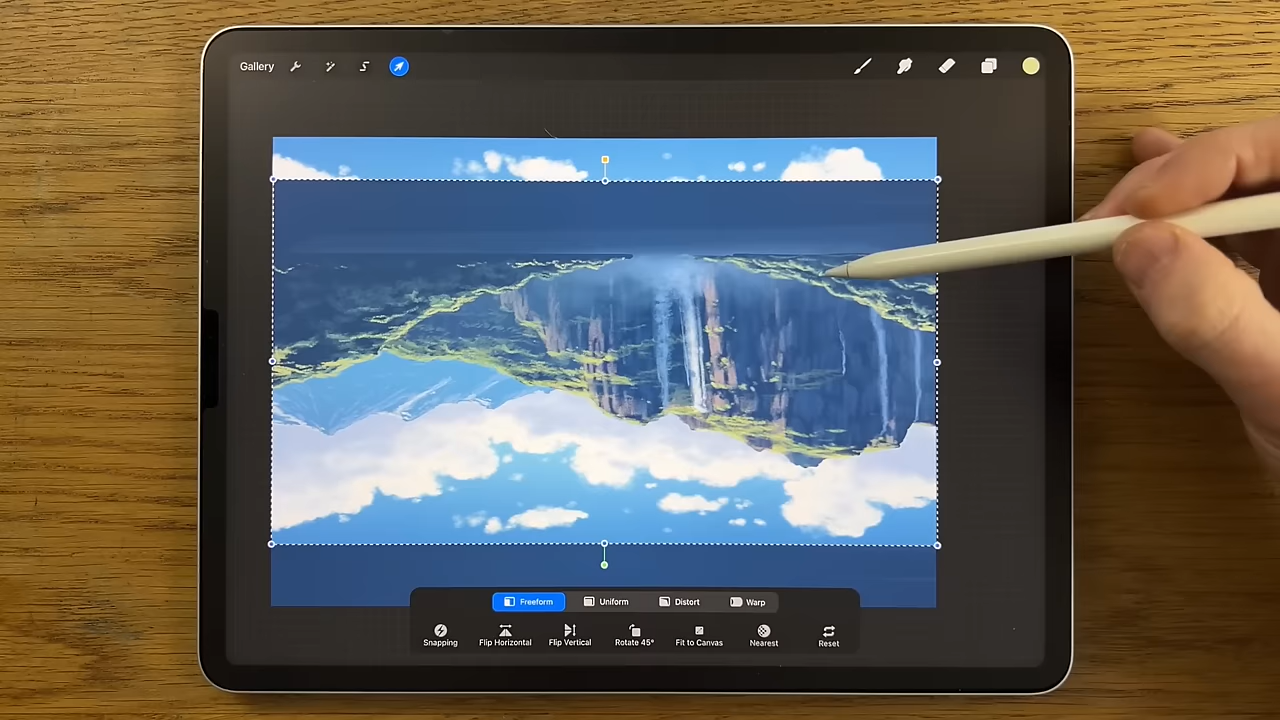 Gallery
Freeform Uniform Distort Warp
Snapping Flip Horizontal Flip Vertical Rotate 45° Fit to Canvas Nearest Reset